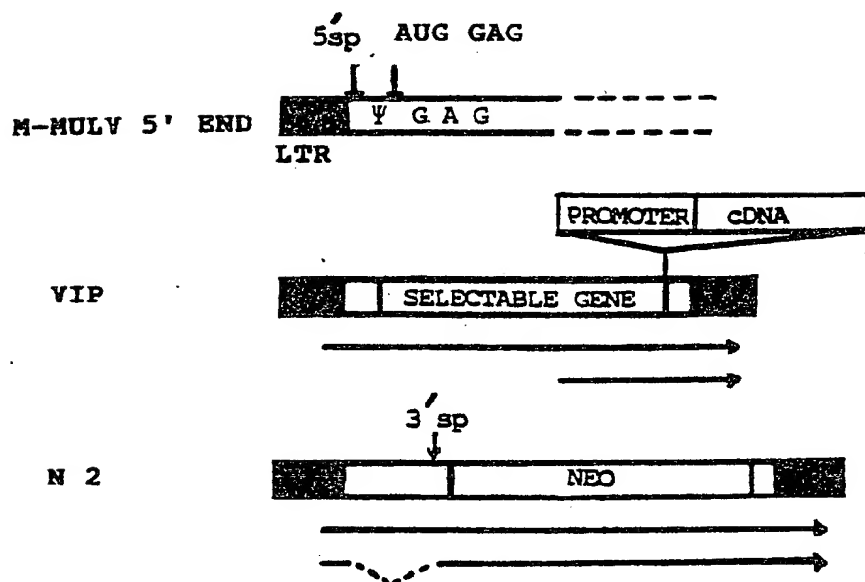 5'sp AUG GAG
M-MULV 5' END
Ψ G A G
LTR
PROMOTER cDNA
VIP
SELECTABLE GENE
3'sp
N 2
NEO